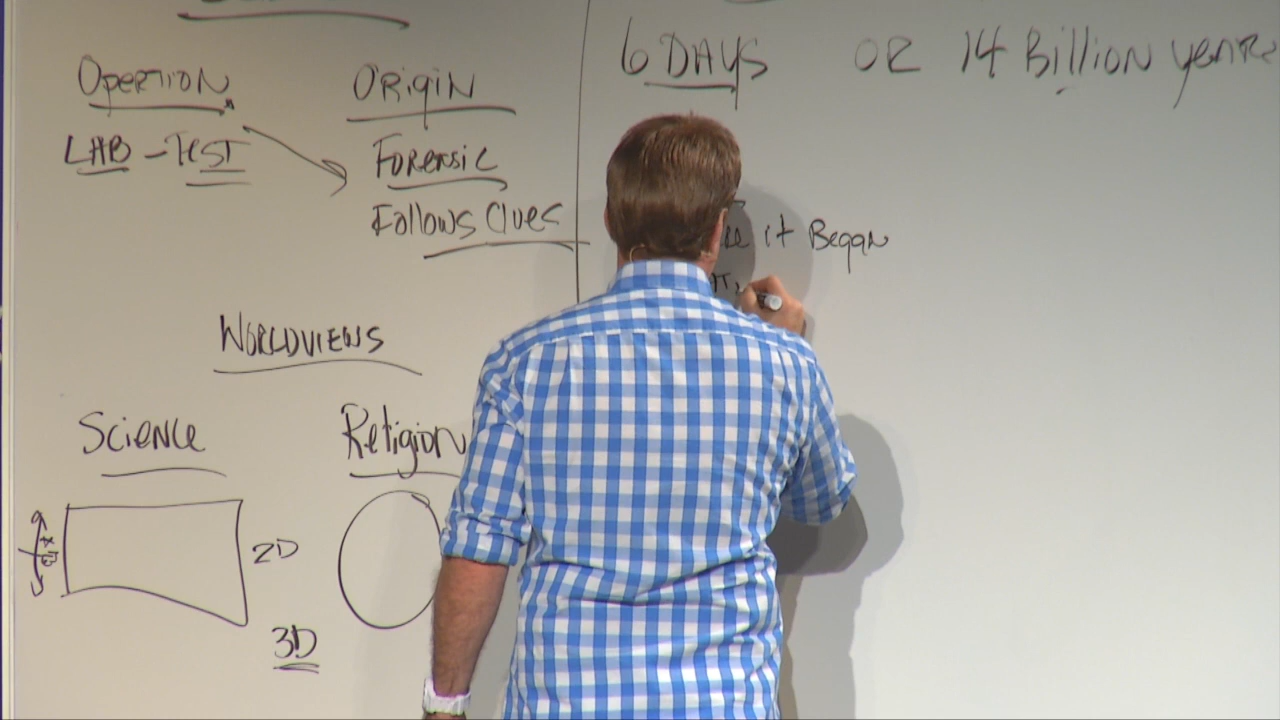 OPERTION
ORIGIN
LAB - TEST
FORENSIC
FOLLOWS CLUES
WORLDVIEWS
SCIENCE
RELIGION
2D
3D
6 DAYS OR 14 BILLION years
it BEGAN